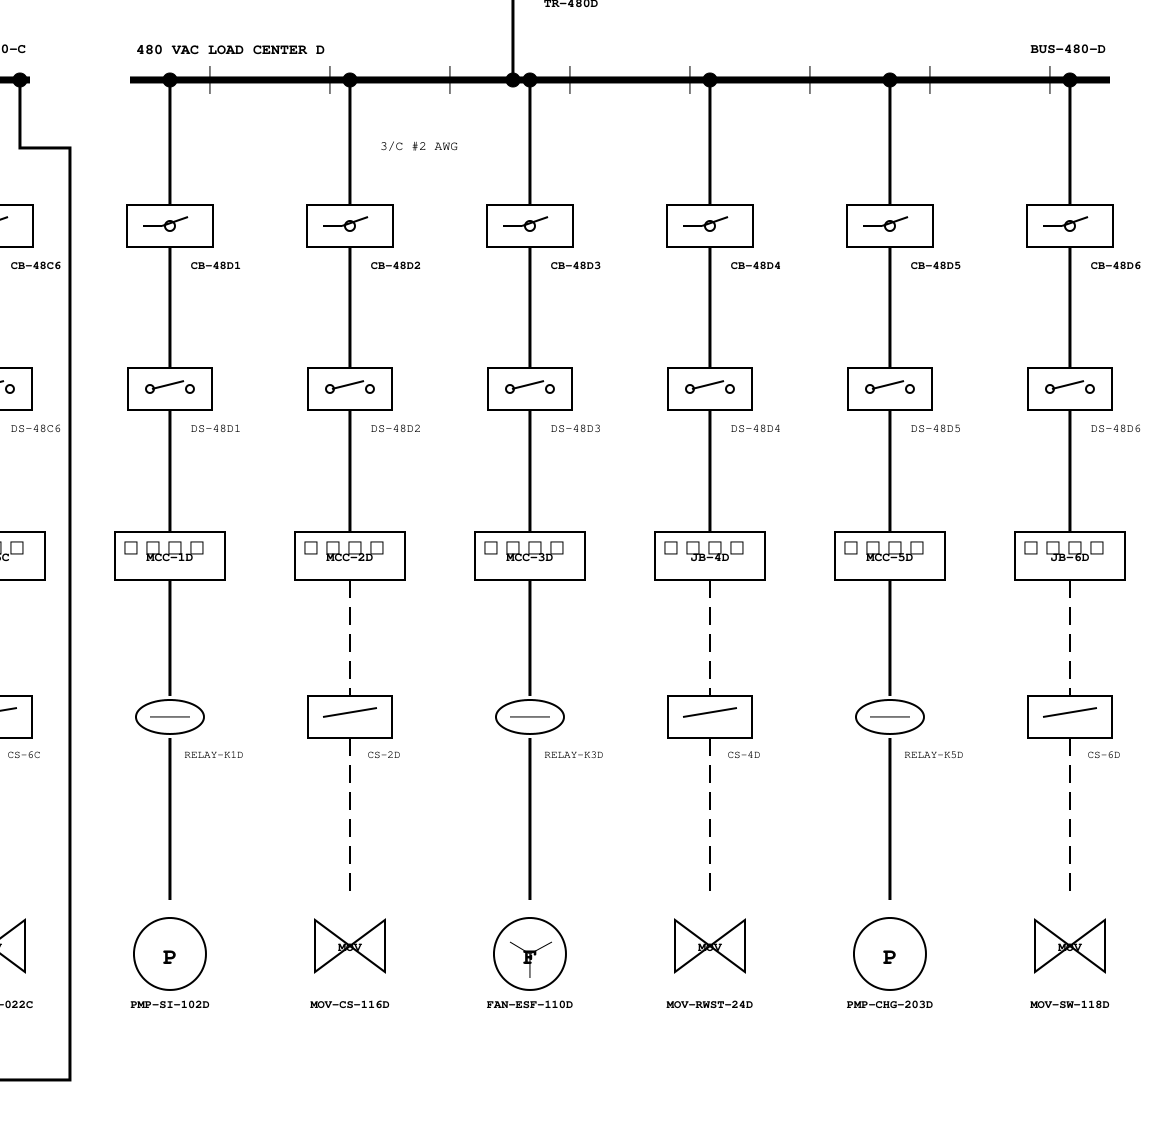 TR-480D
0-C
480 VAC LOAD CENTER D
BUS-480-D
3/C #2 AWG
CB-48C6
CB-48D1
CB-48D2
CB-48D3
CB-48D4
CB-48D5
CB-48D6
DS-48C6
DS-48D1
DS-48D2
DS-48D3
DS-48D4
DS-48D5
DS-48D6
C
MCC-1D
MCC-2D
MCC-3D
JB-4D
MCC-5D
JB-6D
CS-6C
RELAY-K1D
CS-2D
RELAY-K3D
CS-4D
RELAY-K5D
CS-6D
P
MOV
F
MOV
P
MOV
-022C
PMP-SI-102D
MOV-CS-116D
FAN-ESF-110D
MOV-RWST-24D
PMP-CHG-203D
MOV-SW-118D